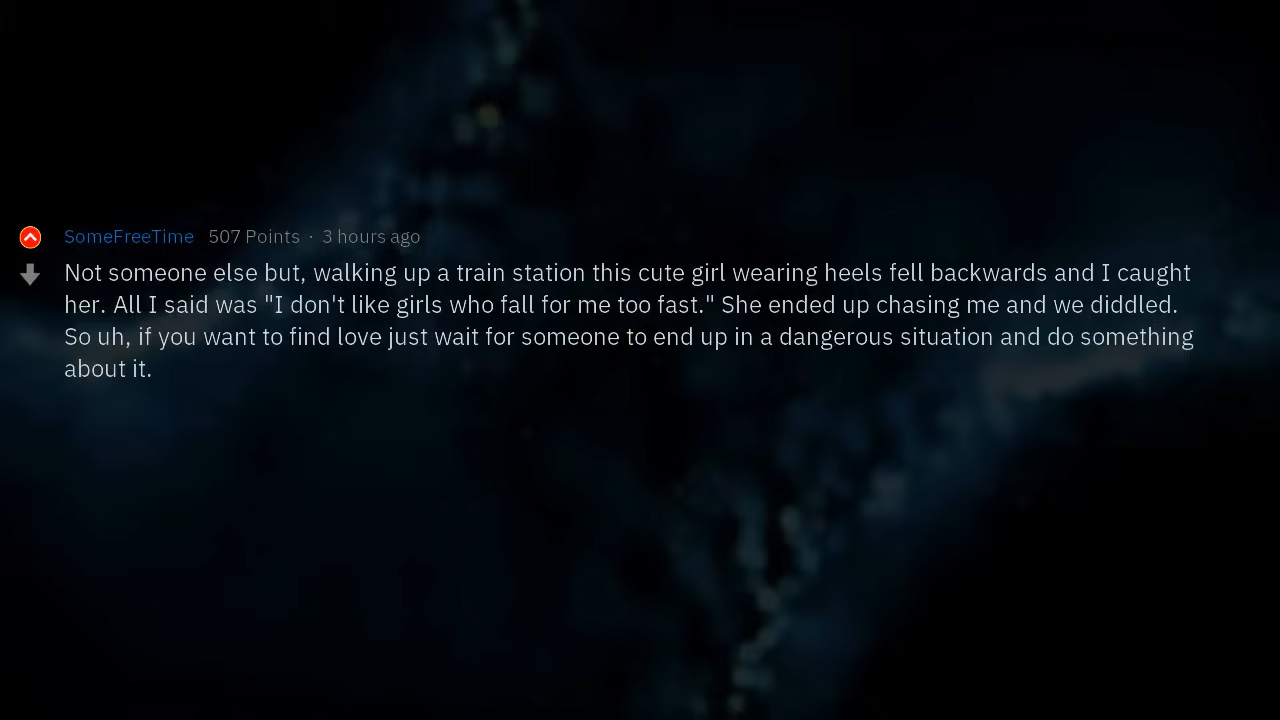 SomeFreeTime 507 Points · 3 hours ago
Not someone else but, walking up a train station this cute girl wearing heels fell backwards and I caught
her. All I said was "I don't like girls who fall for me too fast." She ended up chasing me and we diddled.
So uh, if you want to find love just wait for someone to end up in a dangerous situation and do something
about it.